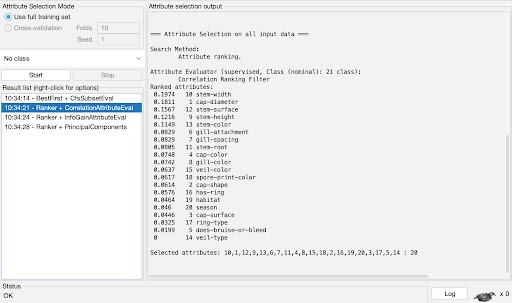 Attribute Selection Mode
Use full training set
Cross-validation Folds 10
Seed 1
No class
Start Stop
Result list (right-click for options)
10:34:14 - BestFirst + CfsSubsetEval
10:34:21 - Ranker + CorrelationAttributeEval
10:34:24 - Ranker + InfoGainAttributeEval
10:34:28 - Ranker + PrincipalComponents
Attribute selection output
=== Attribute Selection on all input data ===
Search Method:
Attribute ranking.
Attribute Evaluator (supervised, Class (nominal): 21 class):
Correlation Ranking Filter
Ranked attributes:
0.1974 10 stem-width
0.1811 1 cap-diameter
0.1567 12 stem-surface
0.1216 9 stem-height
0.1149 13 stem-color
0.0829 6 gill-attachment
0.0829 7 gill-spacing
0.0805 11 stem-root
0.0748 4 cap-color
0.0742 8 gill-color
0.0637 15 veil-color
0.0617 18 spore-print-color
0.0614 2 cap-shape
0.0576 16 has-ring
0.0464 19 habitat
0.046 20 season
0.0446 3 cap-surface
0.0325 17 ring-type
0.0199 5 does-bruise-or-bleed
0 14 veil-type
Selected attributes: 10,1,12,9,13,6,7,11,4,8,15,18,2,16,19,20,3,17,5,14 : 20
Status
OK
Log
x 0